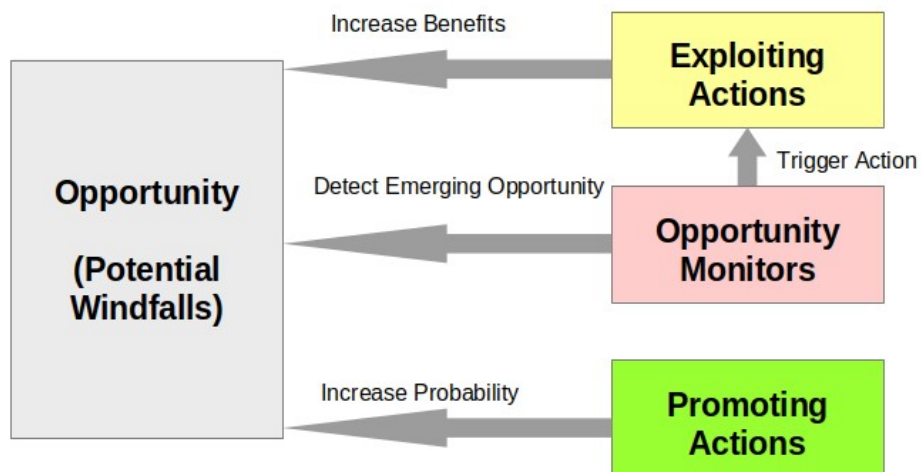 Increase Benefits
Exploiting
Actions
Trigger Action
Opportunity
(Potential
Windfalls)
Detect Emerging Opportunity
Opportunity
Monitors
Increase Probability
Promoting
Actions